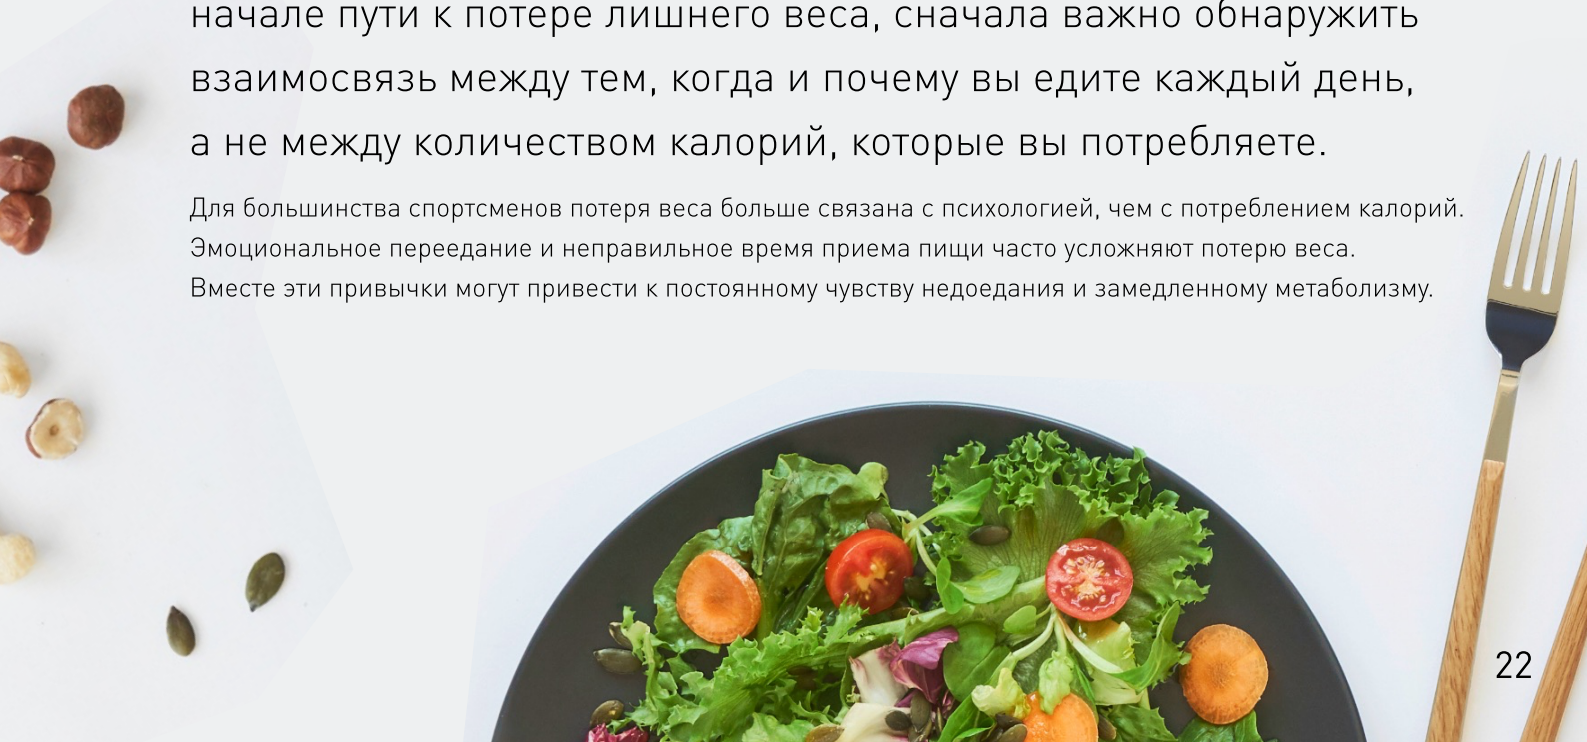 начале пути к потере лишнего веса, сначала важно обнаружить
взаимосвязь между тем, когда и почему вы едите каждый день,
а не между количеством калорий, которые вы потребляете.
Для большинства спортсменов потеря веса больше связана с психологией, чем с потреблением калорий.
Эмоциональное переедание и неправильное время приема пищи часто усложняют потерю веса.
Вместе эти привычки могут привести к постоянному чувству недоедания и замедленному метаболизму.
22